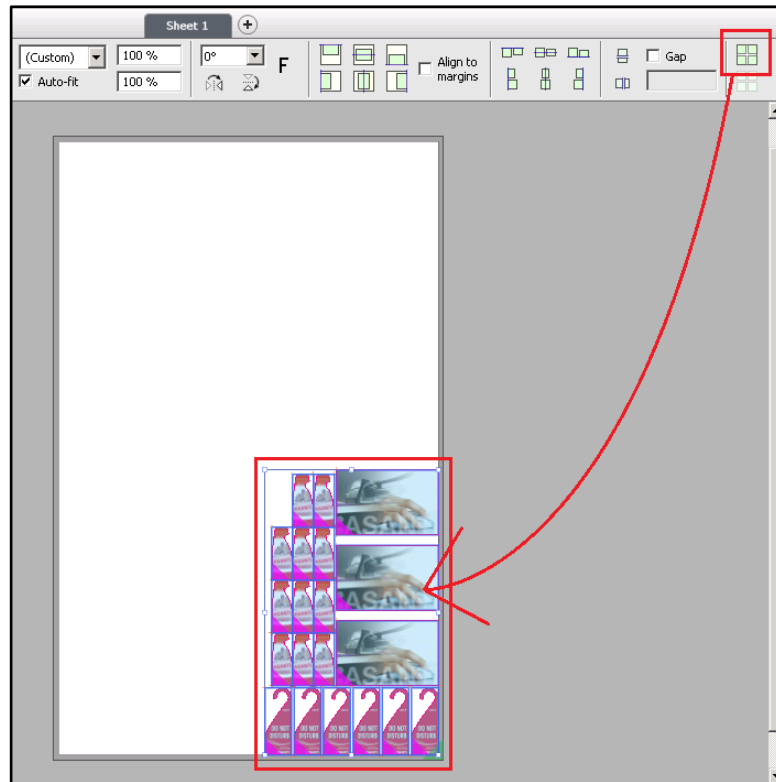 Sheet 1
(Custom) 100 % 0° F Align to margins Gap
Auto-fit 100 %
DO NOT DISTURB
DO NOT DISTURB
DO NOT DISTURB
DO NOT DISTURB
DO NOT DISTURB
DO NOT DISTURB